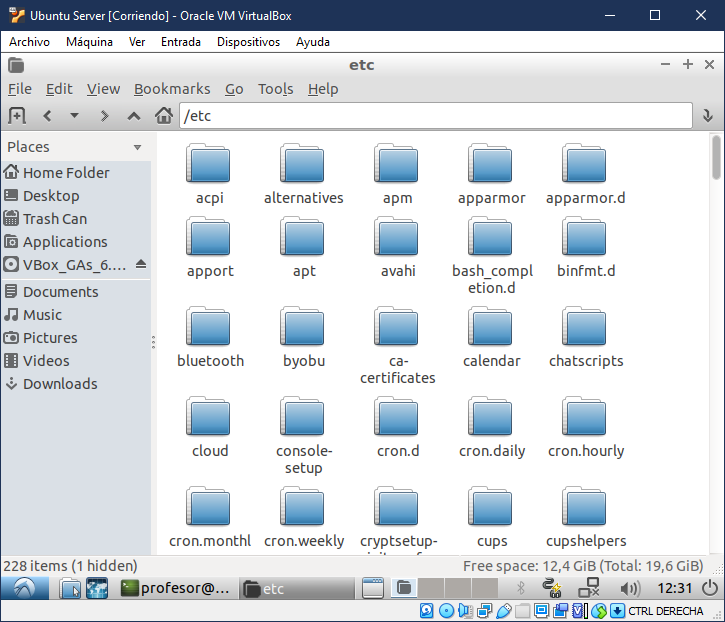 Ubuntu Server [Corriendo] - Oracle VM VirtualBox
Archivo Máquina Ver Entrada Dispositivos Ayuda
etc
File Edit View Bookmarks Go Tools Help
/etc
Places
Home Folder
Desktop
Trash Can
Applications
VBox_GAs_6....
Documents
Music
Pictures
Videos
Downloads
acpi alternatives apm apparmor apparmor.d
apport apt avahi bash_compl
etion.d binfmt.d
bluetooth byobu ca-
certificates calendar chatscripts
cloud console-
setup cron.d cron.daily cron.hourly
cron.monthl cron.weekly cryptsetup- cups cupshelpers
228 items (1 hidden) Free space: 12,4 GiB (Total: 19,6 GiB)
profesor@... etc 12:31
CTRL DERECHA